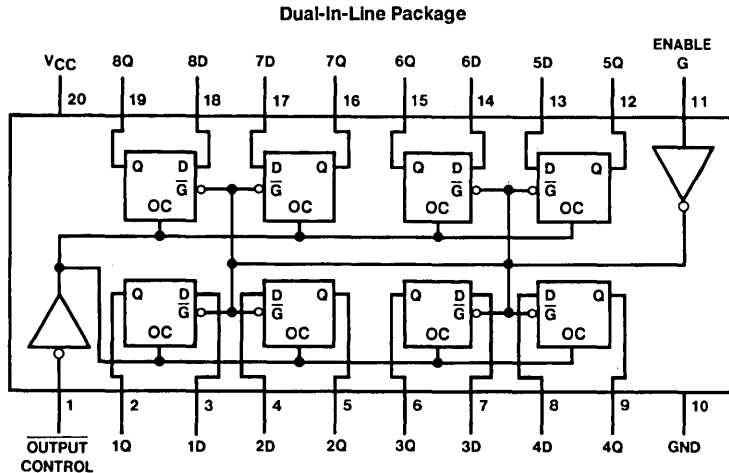 Dual-In-Line Package
ENABLE
VCC 8Q 8D 7D 7Q 6Q 6D 5D 5Q G
20 19 18 17 16 15 14 13 12 11
Q D D Q Q D D Q
G G G G
OC OC OC OC
Q D D Q Q D D Q
G G G G
OC OC OC OC
1 2 3 4 5 6 7 8 9 10
OUTPUT 1Q 1D 2D 2Q 3Q 3D 4D 4Q GND
CONTROL